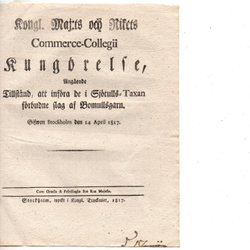 Kongl. Maj:ts och Rikets
Commerce-Collegii
Kungörelse,
Angående
Tillstånd, att införa de i Sjötulls-Taxan
förbudne slag af Bomullsgarn.
Gifwen Stockholm den 14 April 1817.
Cum Gratia & Privilegio Sac. Reg. Majest.
Stockholm, tryckt i Kongl. Tryckeriet, 1817.